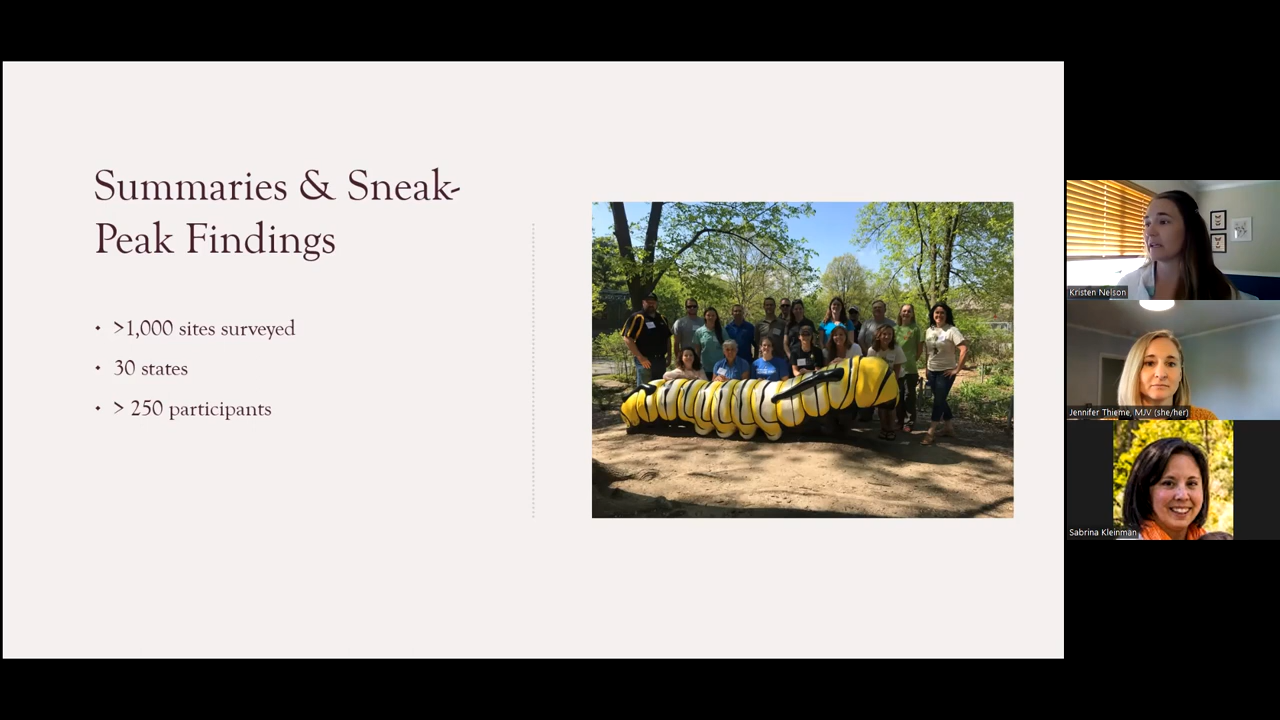 Summaries & Sneak-
Peak Findings
>1,000 sites surveyed
30 states
> 250 participants
Kristen Nelson
Jennifer Thieme, MJV (she/her)
Sabrina Kleinman